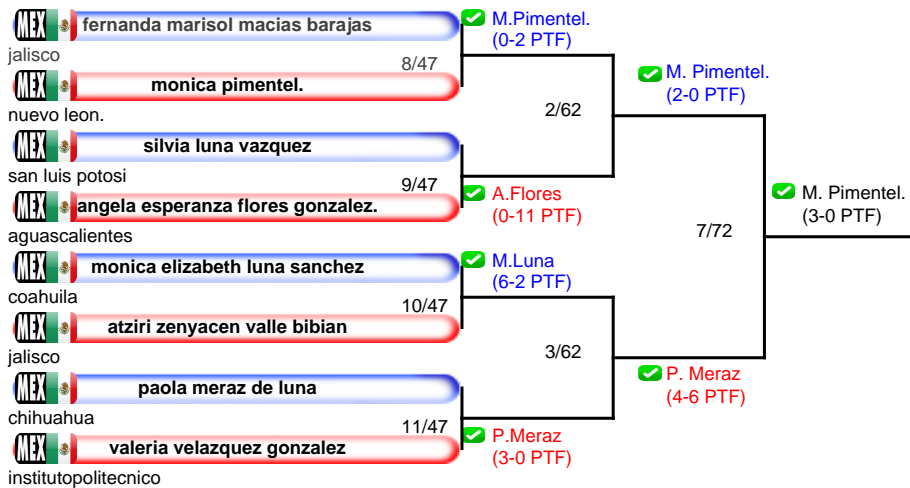 MEX fernanda marisol macias barajas
jalisco
8/47
MEX monica pimentel.
nuevo leon.
MEX silvia luna vazquez
san luis potosi
9/47
MEX angela esperanza flores gonzalez.
aguascalientes
MEX monica elizabeth luna sanchez
coahuila
10/47
MEX atziri zenyacen valle bibian
jalisco
MEX paola meraz de luna
chihuahua
11/47
MEX valeria velazquez gonzalez
institutopolitecnico
M.Pimentel.
(0-2 PTF)
2/62
A.Flores
(0-11 PTF)
M.Luna
(6-2 PTF)
3/62
P.Meraz
(3-0 PTF)
M. Pimentel.
(2-0 PTF)
7/72
P. Meraz
(4-6 PTF)
M. Pimentel.
(3-0 PTF)